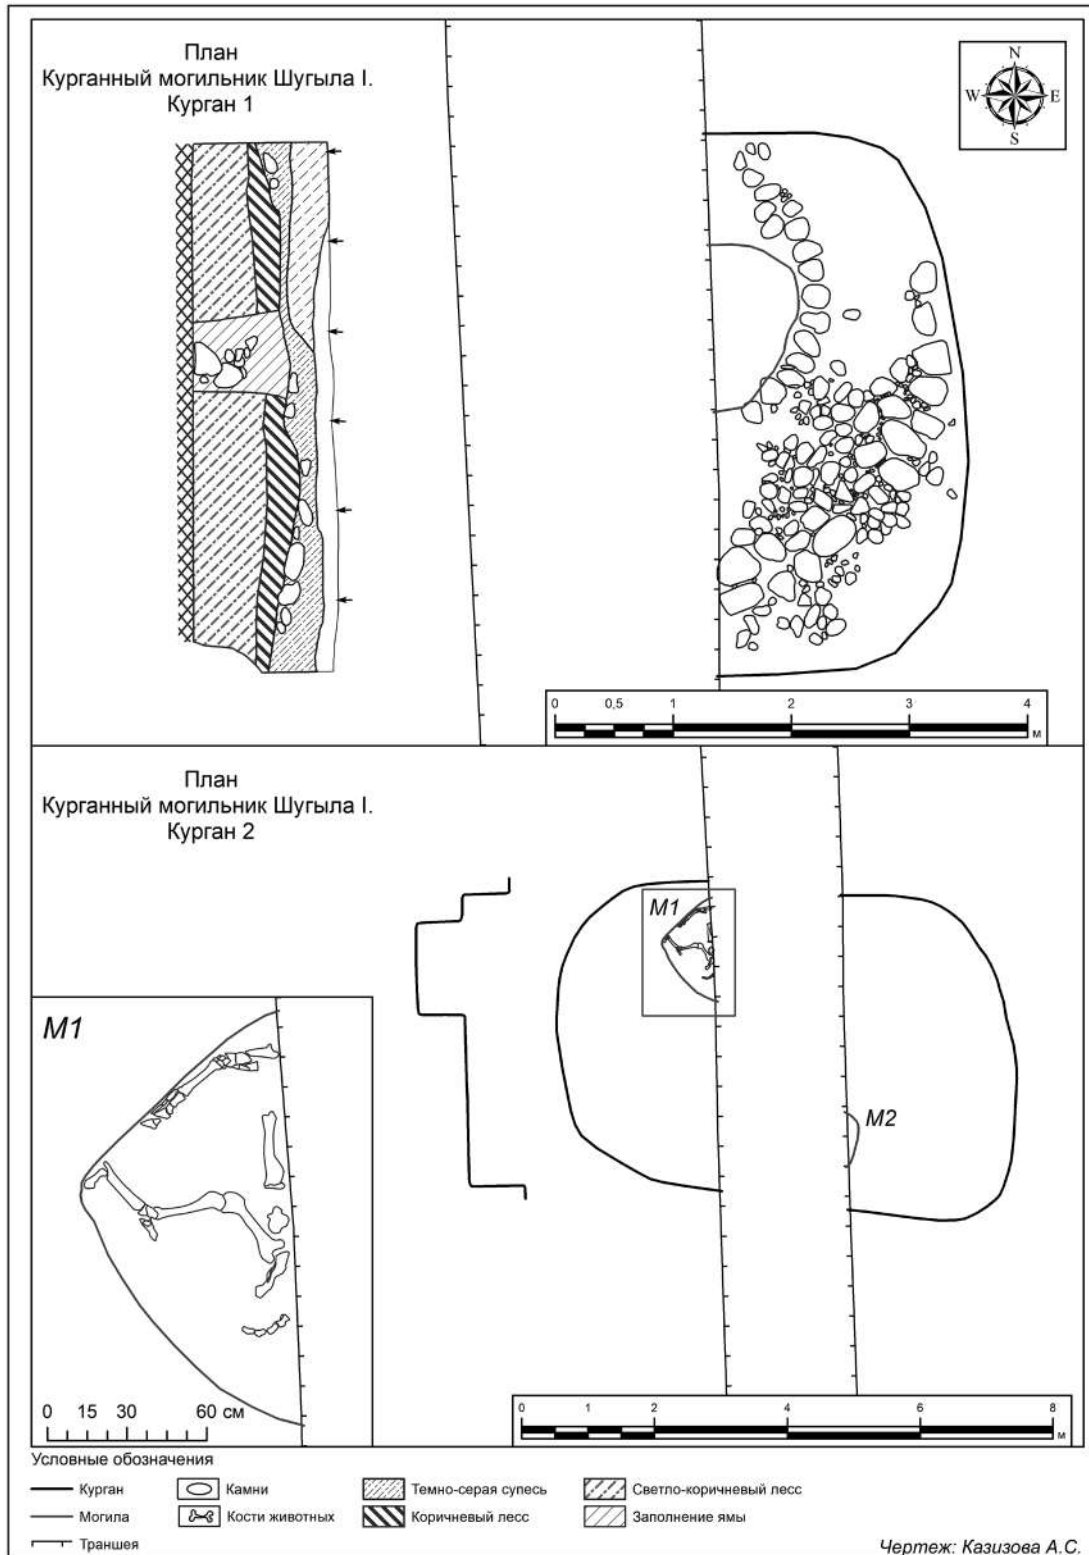 План
Курганный могильник Шугыла I.
Курган 1
N
W E
S
0 0,5 1 2 3 4
м
План
Курганный могильник Шугыла I.
Курган 2
M1
M2
M1
0 15 30 60 см
0 1 2 4 6 8
м
Условные обозначения
Курган
Камни
Темно-серая супесь
Светло-коричневый лесс
Могила
Кости животных
Коричневый лесс
Заполнение ямы
Траншея
Чертеж: Казизова А.С.